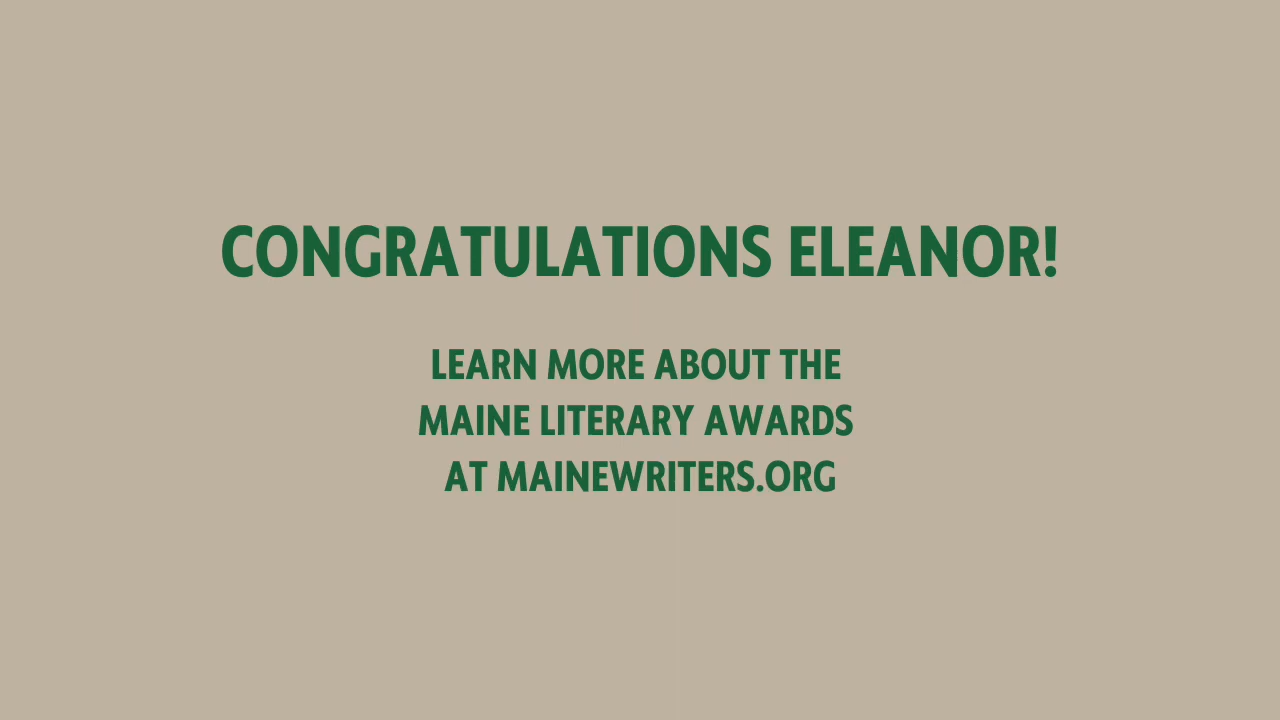 CONGRATULATIONS ELEANOR!
LEARN MORE ABOUT THE
MAINE LITERARY AWARDS
AT MAINEWRITERS.ORG